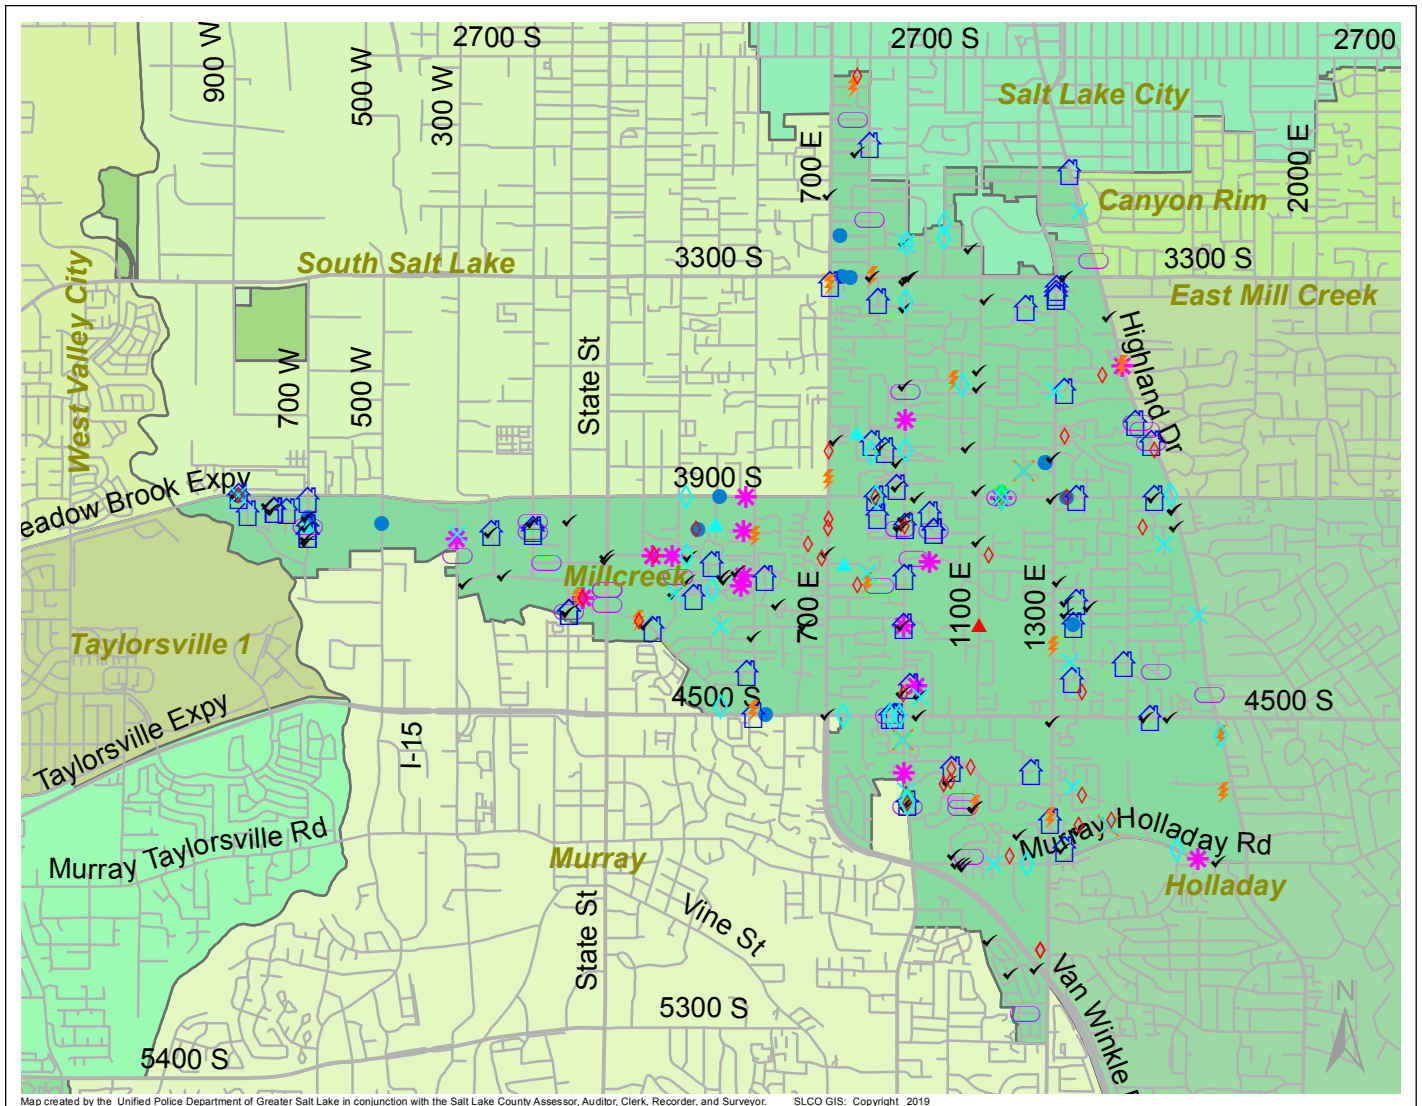 2700 S
2700 S
2700
900 W
500 W
300 W
Salt Lake City
700 E
2000 E
Canyon Rim
South Salt Lake
3300 S
3300 S
West Valley City
East Mill Creek
Highland Dr
700 W
500 W
State St
3900 S
eadow Brook Expy
Millcreek
700 E
1100 E
1300 E
Taylorsville 1
4500 S
4500 S
Taylorsville Expy
I-15
Murray Taylorsville Rd
Murray Holladay Rd
Murray
Holladay
State St
Vine St
Van Winkle
N
5300 S
5400 S
Map created by the Unified Police Department of Greater Salt Lake in conjunction with the Salt Lake County Assessor, Auditor, Clerk, Recorder, and Surveyor. SLCO GIS: Copyright 2019